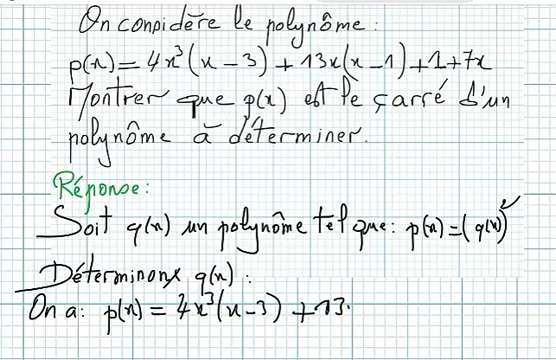 On considère le polynôme :
p(x) = 4x³(x - 3) + 13x(x - 1) + 1 + 7x
Montrer que p(x) est le carré d'un
polynôme à déterminer.
Réponse :
Soit q(x) un polynôme tel que : p(x) = (q(x))²
Déterminons q(x) :
On a : p(x) = 4x³(x - 3) + 13.